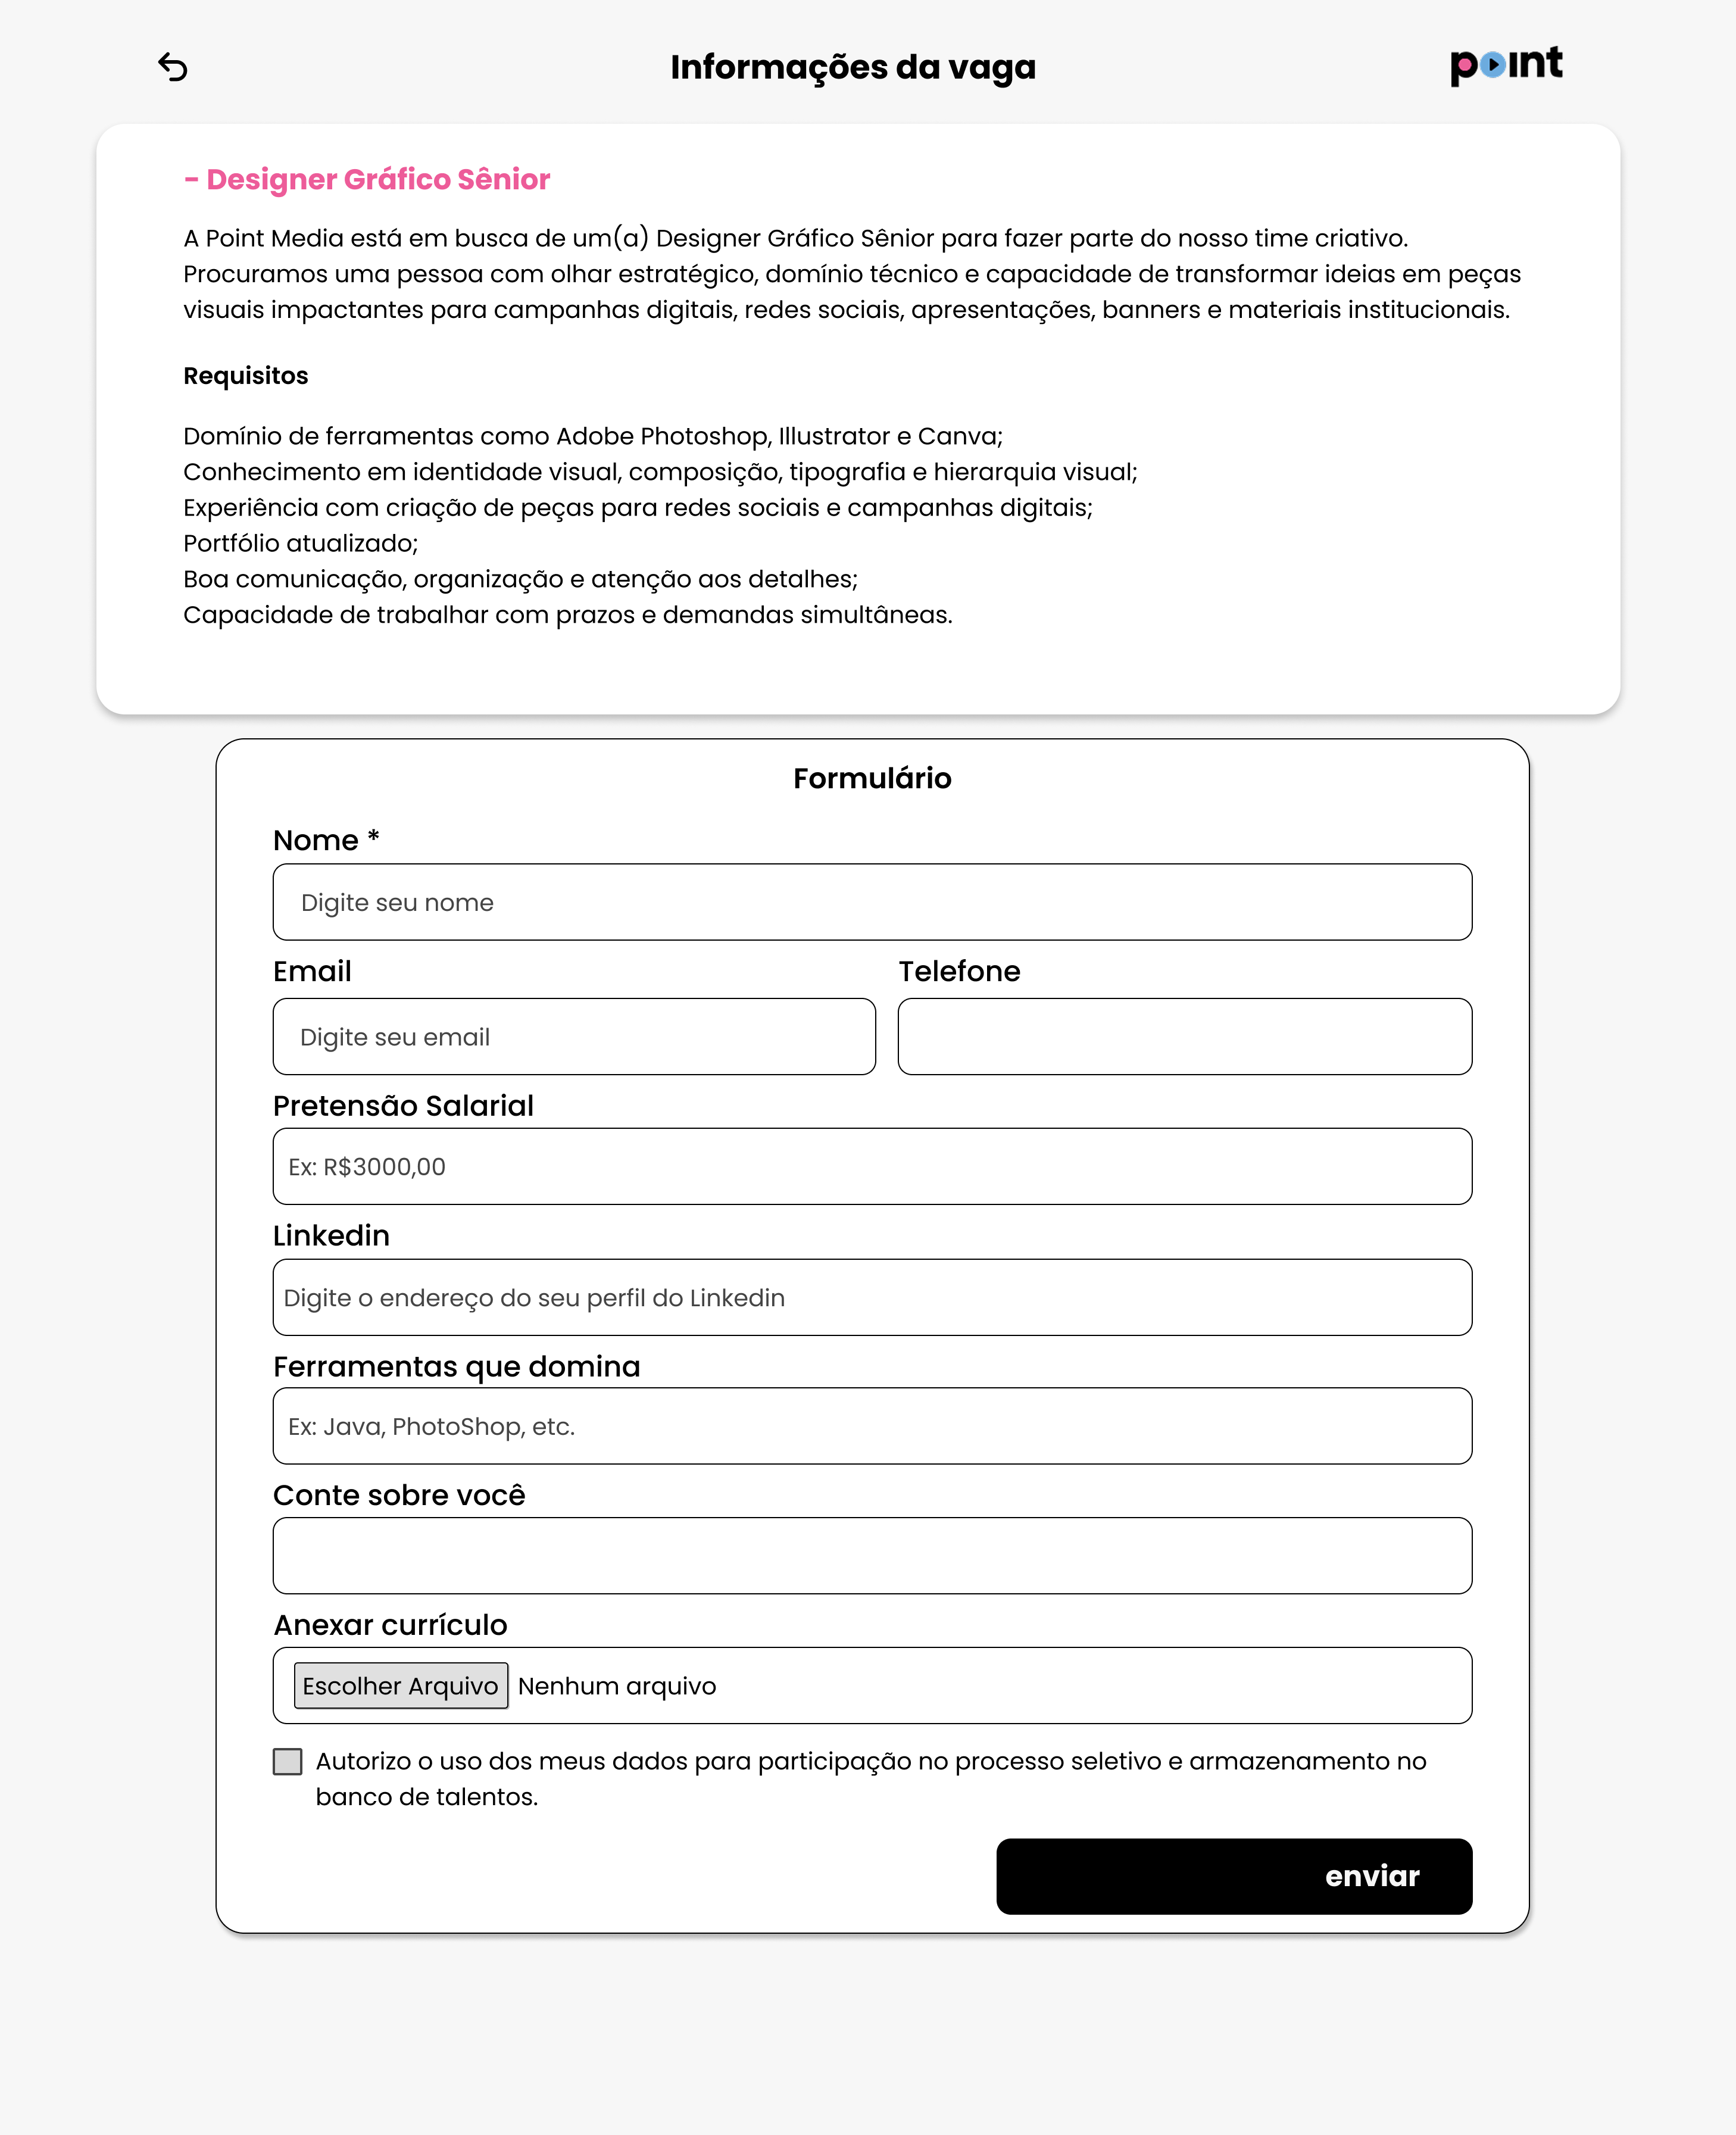 Informações da vaga
point
- Designer Gráfico Sênior
A Point Media está em busca de um(a) Designer Gráfico Sênior para fazer parte do nosso time criativo.
Procuramos uma pessoa com olhar estratégico, domínio técnico e capacidade de transformar ideias em peças
visuais impactantes para campanhas digitais, redes sociais, apresentações, banners e materiais institucionais.
Requisitos
Domínio de ferramentas como Adobe Photoshop, Illustrator e Canva;
Conhecimento em identidade visual, composição, tipografia e hierarquia visual;
Experiência com criação de peças para redes sociais e campanhas digitais;
Portfólio atualizado;
Boa comunicação, organização e atenção aos detalhes;
Capacidade de trabalhar com prazos e demandas simultâneas.
Formulário
Nome *
Digite seu nome
Email
Digite seu email
Telefone
Pretensão Salarial
Ex: R$3000,00
Linkedin
Digite o endereço do seu perfil do Linkedin
Ferramentas que domina
Ex: Java, PhotoShop, etc.
Conte sobre você
Anexar currículo
Escolher Arquivo Nenhum arquivo
Autorizo o uso dos meus dados para participação no processo seletivo e armazenamento no
banco de talentos.
enviar